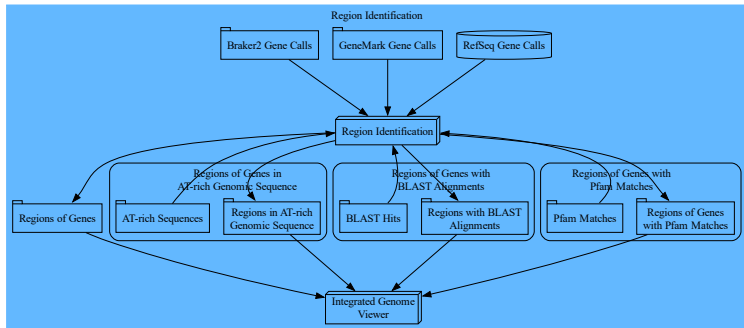 Region Identification
Braker2 Gene Calls
GeneMark Gene Calls
RefSeq Gene Calls
Region Identification
Regions of Genes in
AT-rich Genomic Sequence
Regions of Genes with
BLAST Alignments
Regions of Genes with
Pfam Matches
Regions of Genes
AT-rich Sequences
Regions in AT-rich
Genomic Sequence
BLAST Hits
Regions with BLAST
Alignments
Pfam Matches
Regions of Genes
with Pfam Matches
Integrated Genome
Viewer